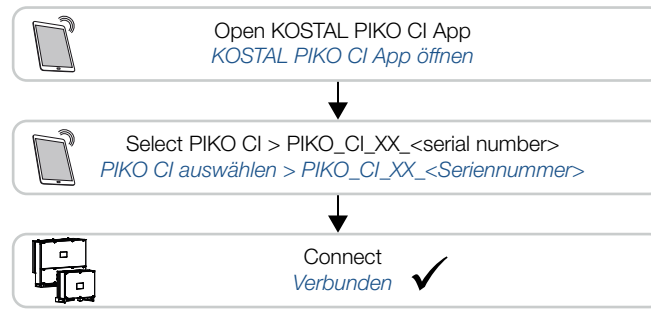 Open KOSTAL PIKO CI App
KOSTAL PIKO CI App öffnen
Select PIKO CI > PIKO_CI_XX_<serial number>
PIKO CI auswählen > PIKO_CI_XX_<Seriennummer>
Connect
Verbunden